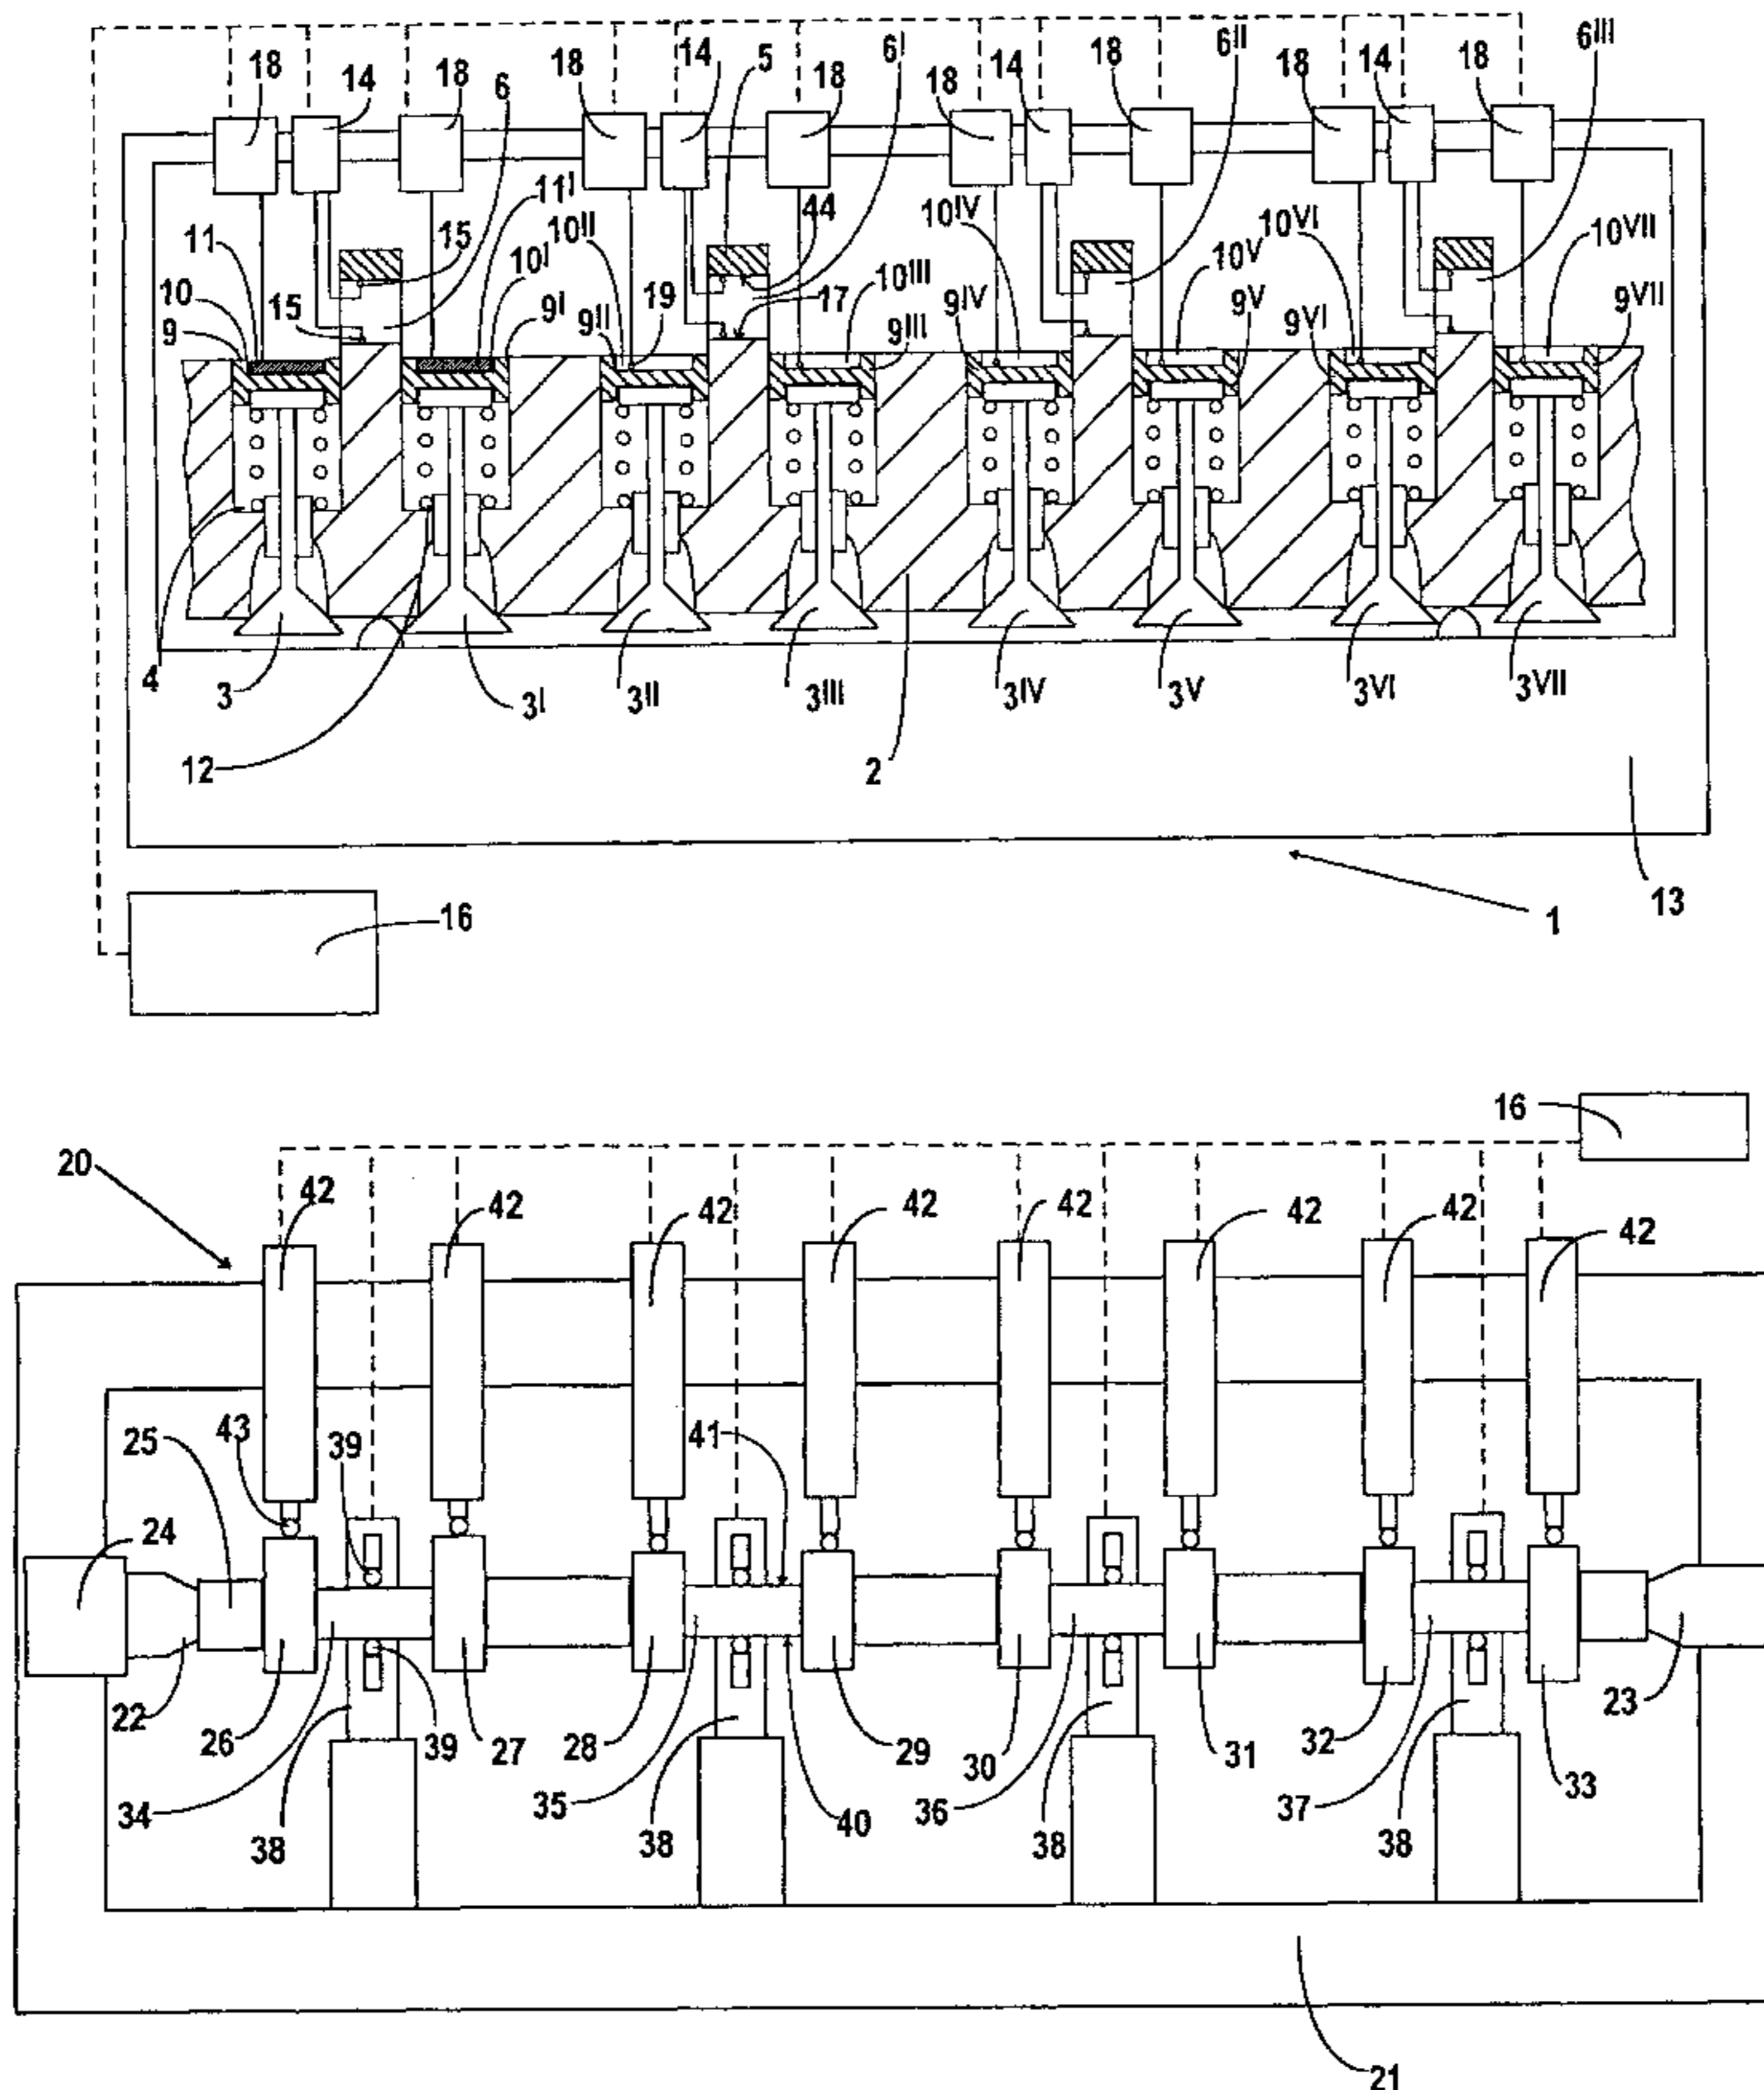 18 14 18 18 14 5 6I 18 18 14 6II 18 18 14 6III 18
6
11 15 11I 10II 44 10IV 10V 10VI 10VII
10 15 10I 9I 9II 19 17 10III 9III 9IV 9V 9VI 9VII
9
4 3 3I 3II 3III 3IV 3V 3VI 3VII
12 2
13
16 1
16
20 42 42 42 42 42 42 42 42
25 43 39 41
24
22 26 39 27 28 29 30 31 32 23
34 38 35 38 40 36 38 37 38 33
21